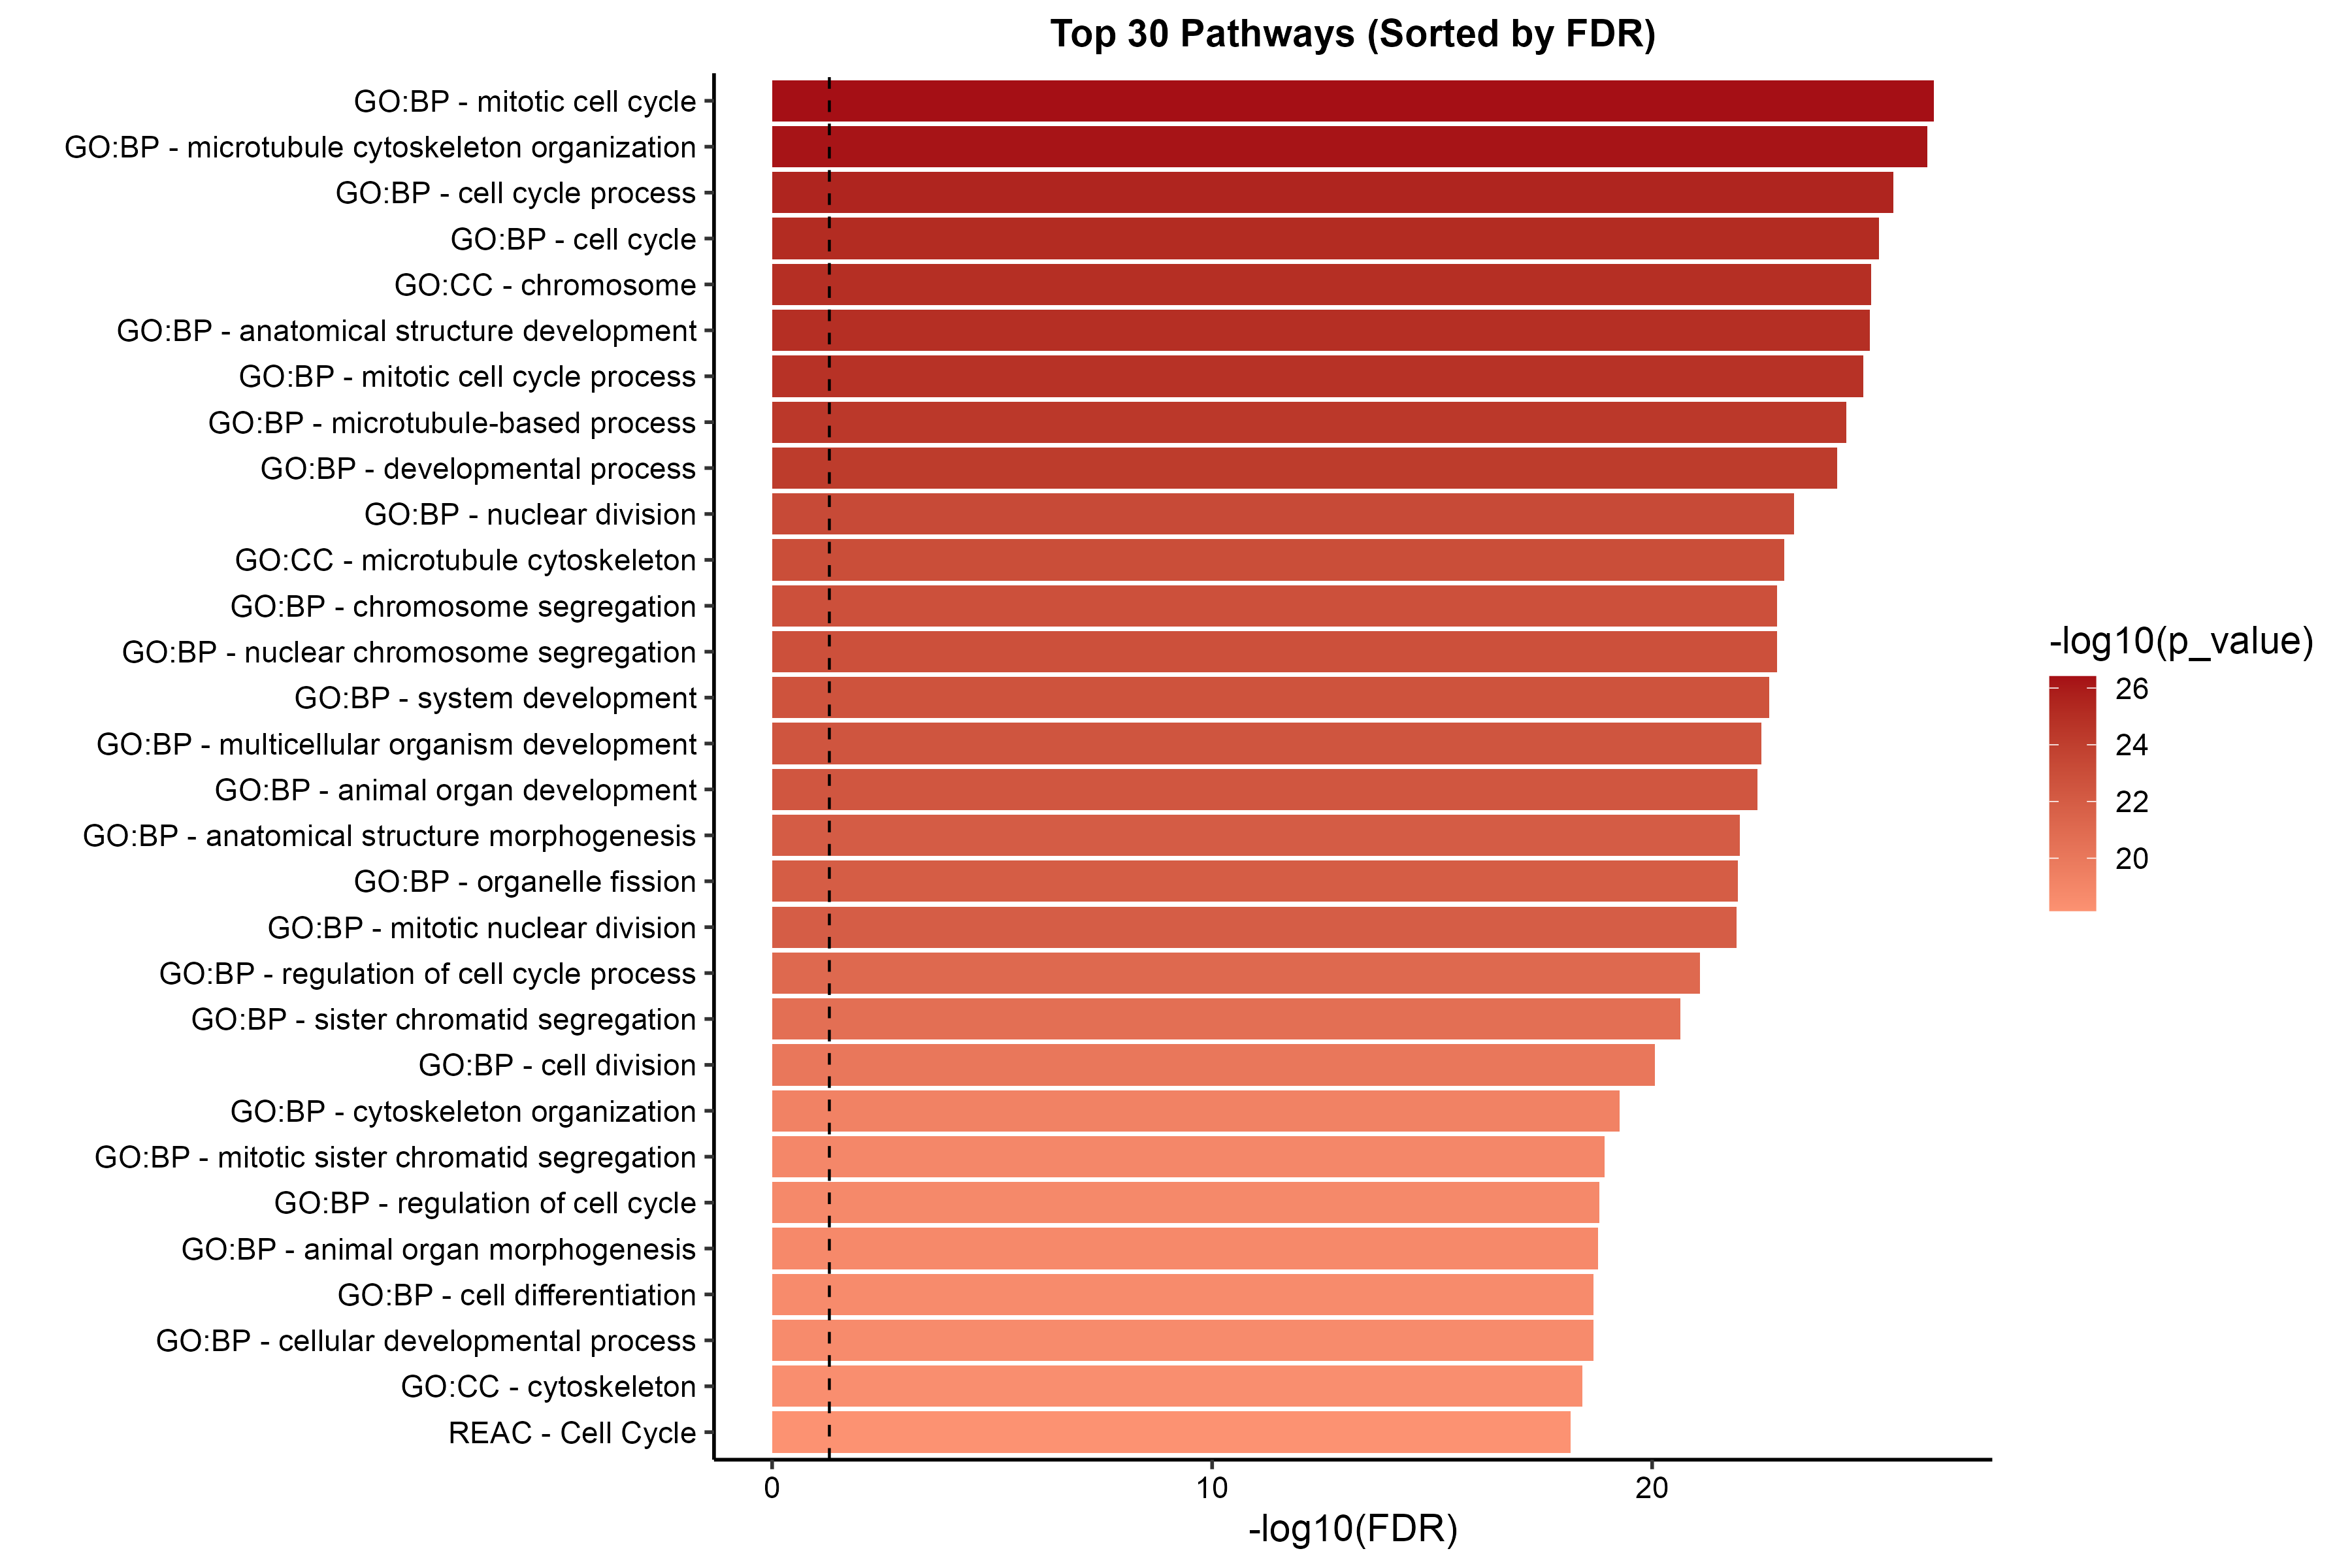 Top 30 Pathways (Sorted by FDR)
GO:BP - mitotic cell cycle
GO:BP - microtubule cytoskeleton organization
GO:BP - cell cycle process
GO:BP - cell cycle
GO:CC - chromosome
GO:BP - anatomical structure development
GO:BP - mitotic cell cycle process
GO:BP - microtubule-based process
GO:BP - developmental process
GO:BP - nuclear division
GO:CC - microtubule cytoskeleton
GO:BP - chromosome segregation
GO:BP - nuclear chromosome segregation
GO:BP - system development
GO:BP - multicellular organism development
GO:BP - animal organ development
GO:BP - anatomical structure morphogenesis
GO:BP - organelle fission
GO:BP - mitotic nuclear division
GO:BP - regulation of cell cycle process
GO:BP - sister chromatid segregation
GO:BP - cell division
GO:BP - cytoskeleton organization
GO:BP - mitotic sister chromatid segregation
GO:BP - regulation of cell cycle
GO:BP - animal organ morphogenesis
GO:BP - cell differentiation
GO:BP - cellular developmental process
GO:CC - cytoskeleton
REAC - Cell Cycle
0 10 20
-log10(FDR)
-log10(p_value)
26
24
22
20